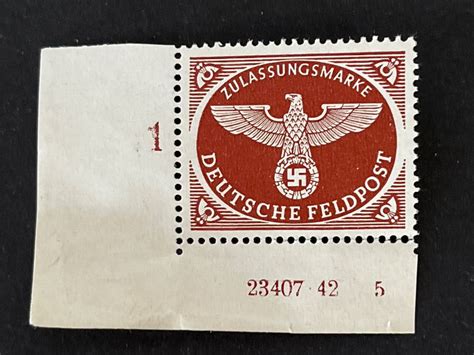 ZULASSUNGSMARKE
1
DEUTSCHE FELDPOST
23407 42 5